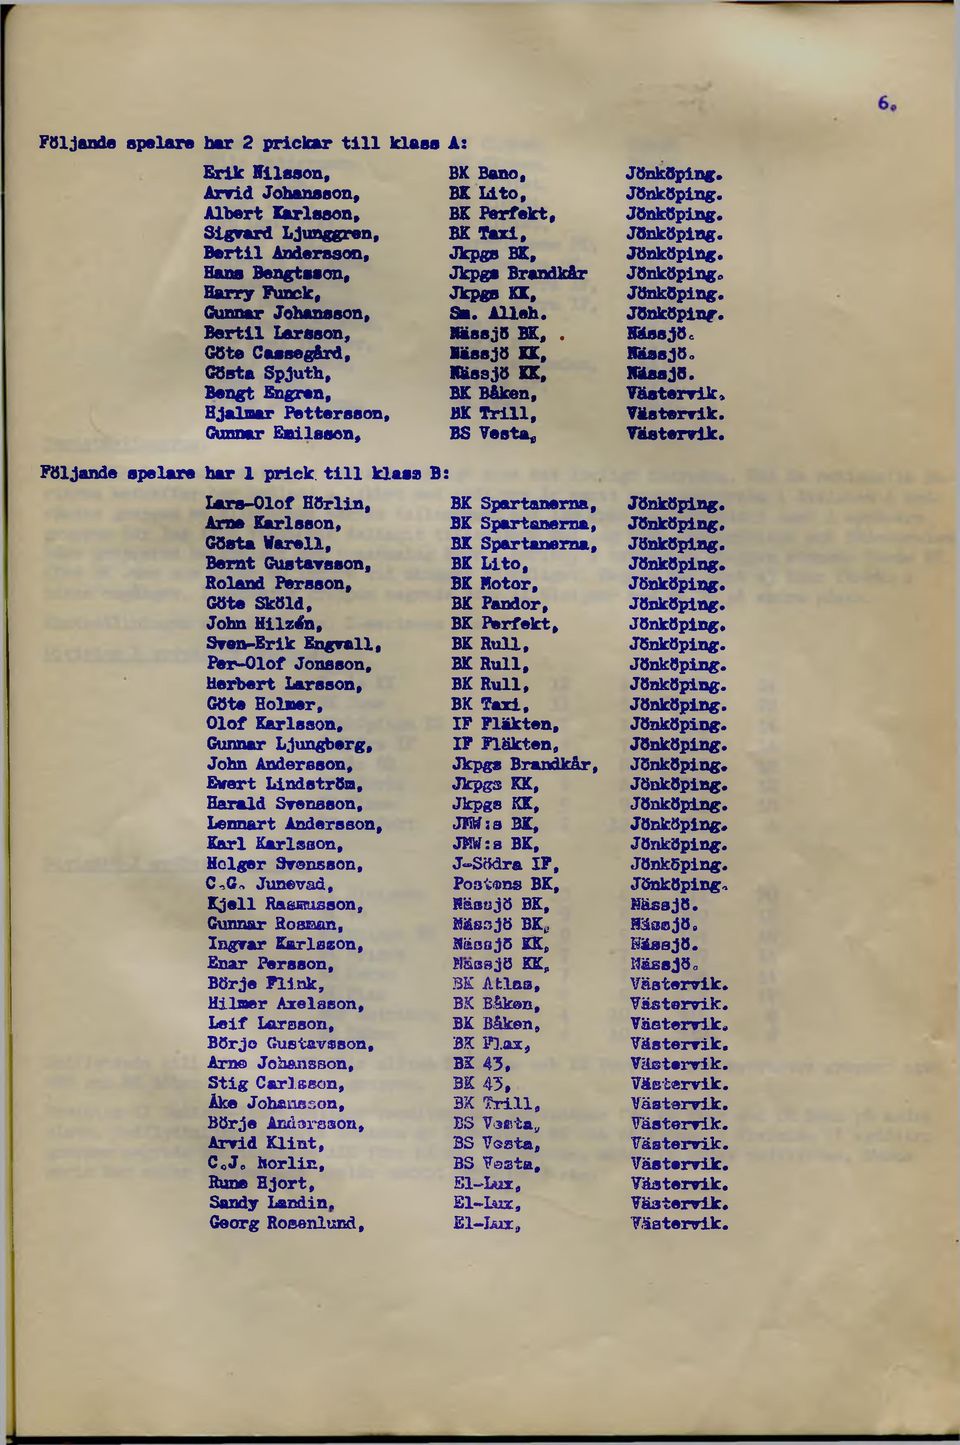 6.
Följande spelare har 2 prickar till klass A:
Erik Nilsson, BK Bano, Jönköping.
Arvid Johansson, BK Lito, Jönköping.
Albert Karlsson, BK Perfekt, Jönköping.
Sigvard Ljunggren, BK Taxi, Jönköping.
Bertil Andersson, Jkpgs BK, Jönköping.
Hans Bengtsson, Jkpgs Brandkår Jönköping.
Harry Funck, Jkpgs KK, Jönköping.
Gunnar Johansson, Sm. Alleh. Jönköping.
Bertil Larsson, Nässjö BK, . Nässjö.
Göte Cassegård, Nässjö KK, Nässjö.
Gösta Spjuth, Nässjö KK, Nässjö.
Bengt Engren, BK Båken, Västervik.
Hjalmar Pettersson, BK Trill, Västervik.
Gunnar Emilsson, BS Vesta, Västervik.
Följande spelare har 1 prick till klass B:
Lars-Olof Hörlin, BK Spartanerna, Jönköping.
Arne Karlsson, BK Spartanerna, Jönköping.
Gösta Warell, BK Spartanerna, Jönköping.
Bernt Gustavsson, BK Lito, Jönköping.
Roland Persson, BK Motor, Jönköping.
Göte Sköld, BK Pandor, Jönköping.
John Hilzén, BK Perfekt, Jönköping.
Sven-Erik Engvall, BK Rull, Jönköping.
Per-Olof Jonsson, BK Rull, Jönköping.
Herbert Larsson, BK Rull, Jönköping.
Göte Holmer, BK Taxi, Jönköping.
Olof Karlsson, IF Fläkten, Jönköping.
Gunnar Ljungberg, IF Fläkten, Jönköping.
John Andersson, Jkpgs Brandkår, Jönköping.
Ewert Lindström, Jkpgs KK, Jönköping.
Harald Svensson, Jkpgs KK, Jönköping.
Lennart Andersson, JMW:s BK, Jönköping.
Karl Karlsson, JMW:s BK, Jönköping.
Holger Svensson, J-Södra IF, Jönköping.
C.G. Junevad, Postens BK, Jönköping.
Kjell Rasmusson, Nässjö BK, Nässjö.
Gunnar Rosman, Nässjö BK, Nässjö.
Ingvar Karlsson, Nässjö KK, Nässjö.
Enar Persson, Nässjö KK, Nässjö.
Börje Flink, BK Atlas, Västervik.
Hilmer Axelsson, BK Båken, Västervik.
Leif Larsson, BK Båken, Västervik.
Börje Gustavsson, BK Flax, Västervik.
Arne Johansson, BK 43, Västervik.
Stig Carlsson, BK 43, Västervik.
Åke Johansson, BK Trill, Västervik.
Börje Andersson, BS Vesta, Västervik.
Arvid Klint, BS Vesta, Västervik.
C.J. Norlin, BS Vesta, Västervik.
Rune Hjort, El-Lux, Västervik.
Sandy Landin, El-Lux, Västervik.
Georg Rosenlund, El-Lux, Västervik.